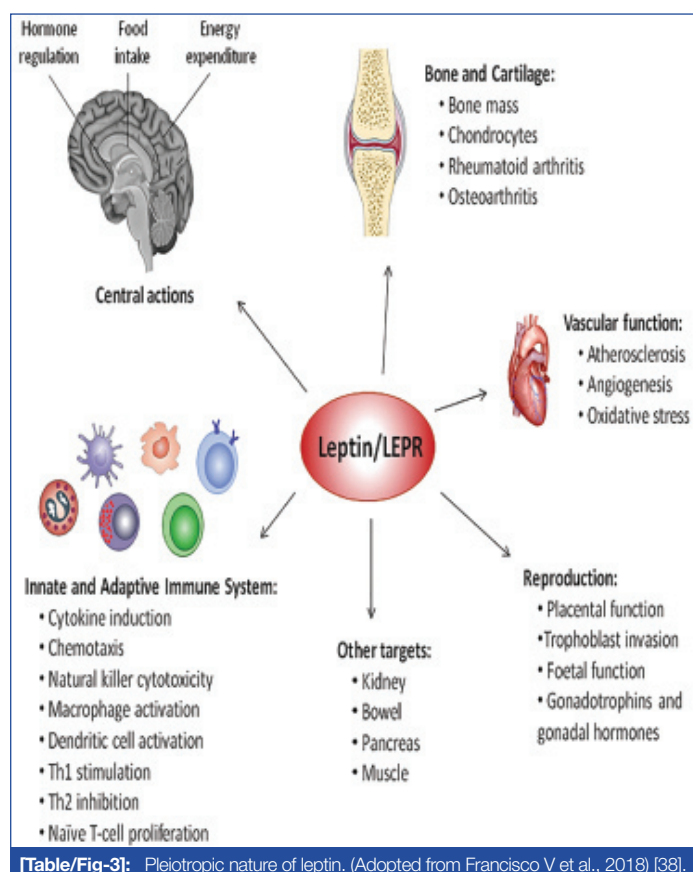 Hormone regulation
Food intake
Energy expenditure
Central actions
Bone and Cartilage:
• Bone mass
• Chondrocytes
• Rheumatoid arthritis
• Osteoarthritis
Vascular function:
• Atherosclerosis
• Angiogenesis
• Oxidative stress
Leptin/LEPR
Innate and Adaptive Immune System:
• Cytokine induction
• Chemotaxis
• Natural killer cytotoxicity
• Macrophage activation
• Dendritic cell activation
• Th1 stimulation
• Th2 inhibition
• Naïve T-cell proliferation
Other targets:
• Kidney
• Bowel
• Pancreas
• Muscle
Reproduction:
• Placental function
•Trophoblast invasion
• Foetal function
• Gonadotrophins and
gonadal hormones
[Table/Fig-3]: Pleiotropic nature of leptin. (Adopted from Francisco V et al., 2018) [38].